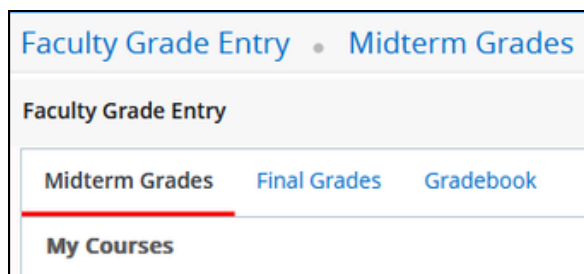 Faculty Grade Entry • Midterm Grades
Faculty Grade Entry
Midterm Grades Final Grades Gradebook
My Courses